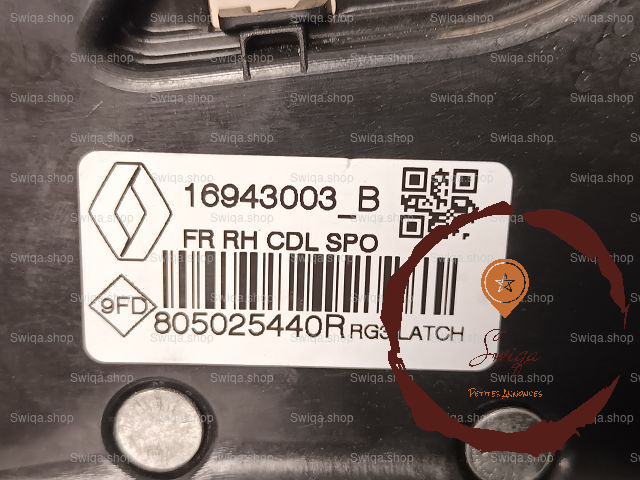 16943003_B
FR RH CDL SPO
9FD
805025440R RG3 LATCH
Swiqa
PETITES ANNONCES
Swiqa.shop